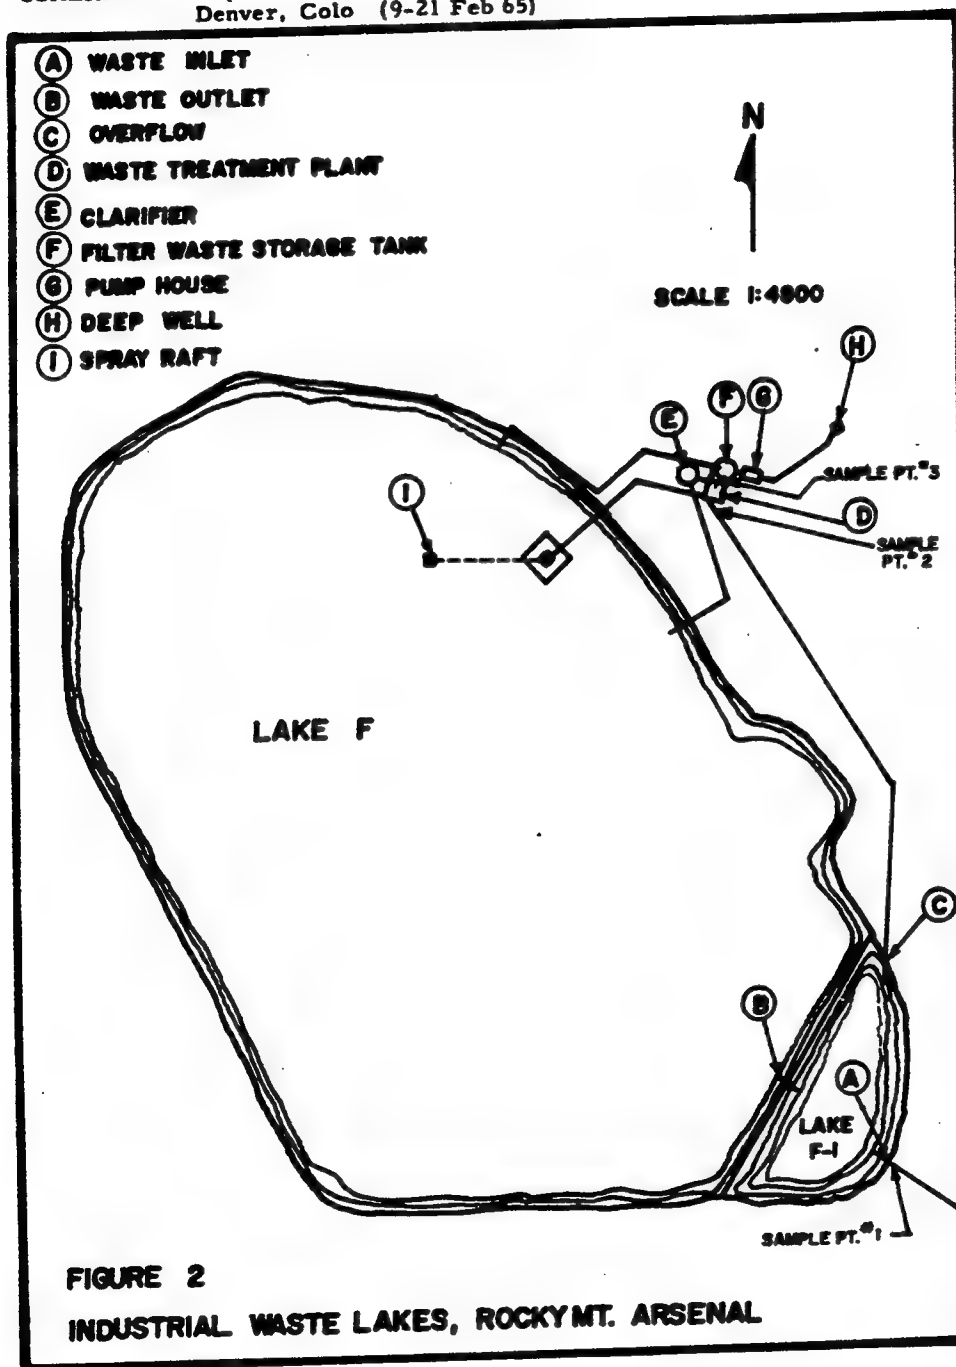 Denver, Colo (9-21 Feb 65)
A WASTE INLET
B WASTE OUTLET
C OVERFLOW
D WASTE TREATMENT PLANT
E CLARIFIER
F FILTER WASTE STORAGE TANK
G PUMP HOUSE
H DEEP WELL
I SPRAY RAFT
N
SCALE 1:4800
H
F G
E
SAMPLE PT. #3
I
D
SAMPLE
PT. #2
LAKE F
C
B
A
LAKE
F-1
SAMPLE PT. #1
FIGURE 2
INDUSTRIAL WASTE LAKES, ROCKY MT. ARSENAL